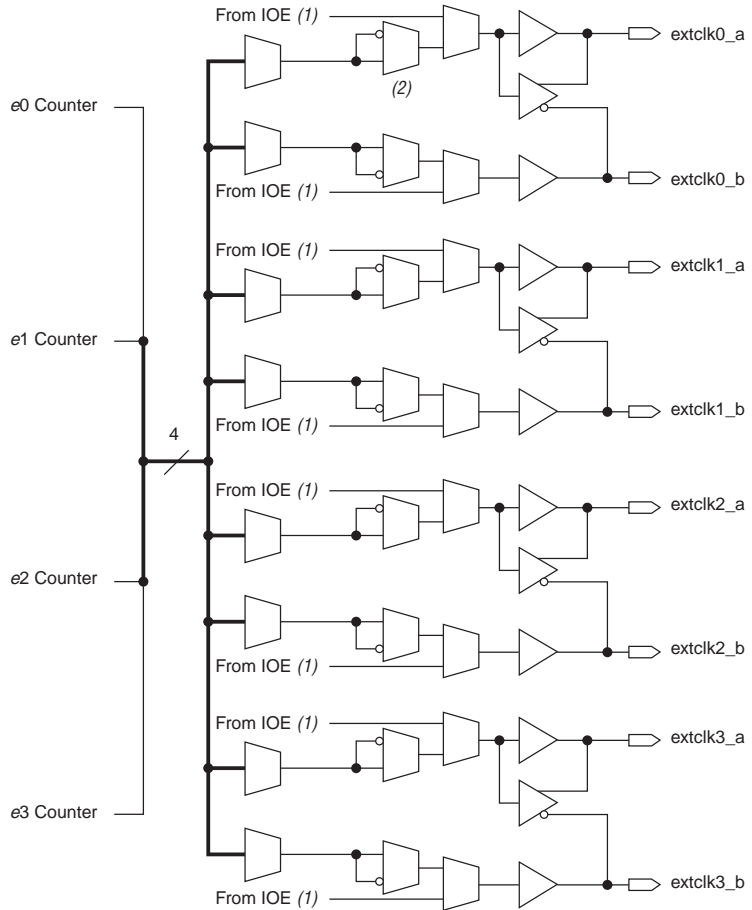 From IOE (1)
extclk0_a
(2)
e0 Counter
extclk0_b
From IOE (1)
From IOE (1)
extclk1_a
e1 Counter
extclk1_b
From IOE (1)
4
From IOE (1)
extclk2_a
e2 Counter
extclk2_b
From IOE (1)
From IOE (1)
extclk3_a
e3 Counter
extclk3_b
From IOE (1)